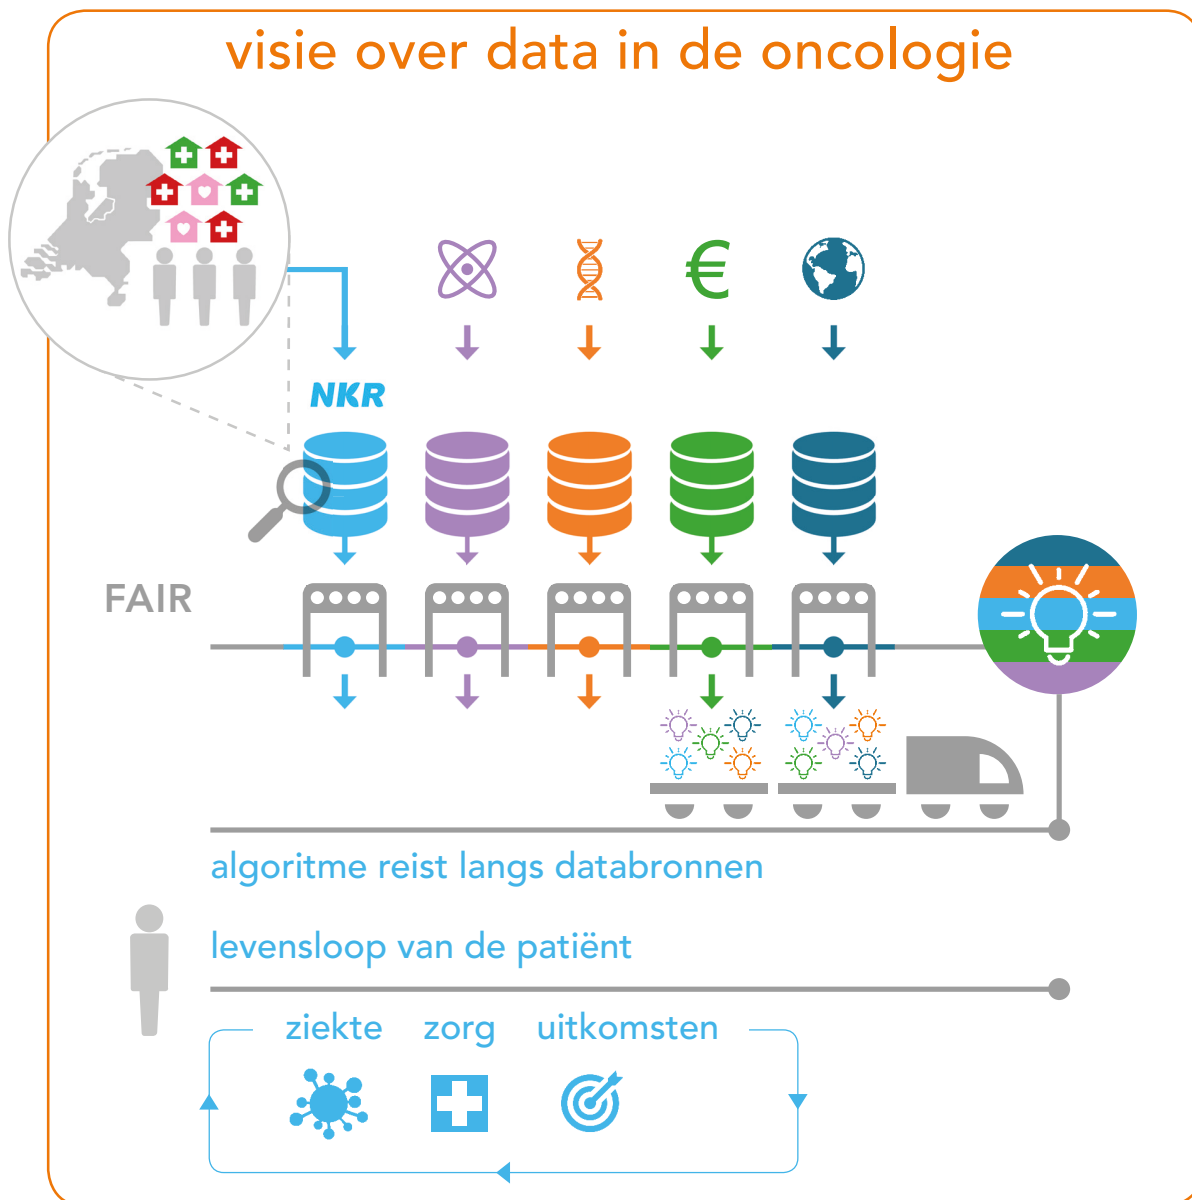 visie over data in de oncologie
€
NKR
FAIR
algoritme reist langs databronnen
levensloop van de patiënt
ziekte zorg uitkomsten